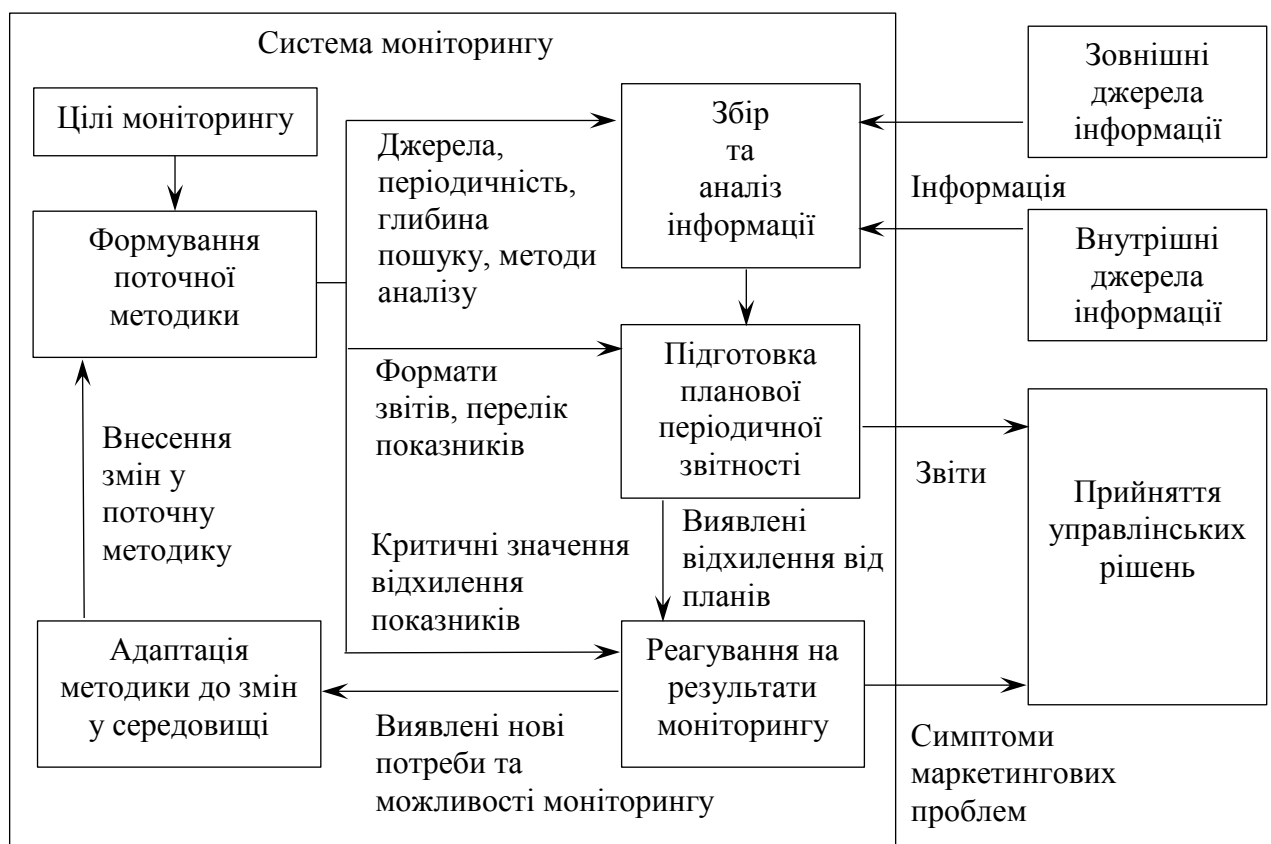 Система моніторингу
Цілі моніторингу
Формування
поточної
методики
Джерела,
періодичність,
глибина
пошуку, методи
аналізу
Збір
та
аналіз
інформації
Зовнішні
джерела
інформації
Інформація
Внутрішні
джерела
інформації
Формати
звітів, перелік
показників
Підготовка
планової
періодичної
звітності
Звіти
Прийняття
управлінських
рішень
Внесення
змін у
поточну
методику
Критичні значення
відхилення
показників
Виявлені
відхилення від
планів
Адаптація
методики до змін
у середовищі
Реагування на
результати
моніторингу
Виявлені нові
потреби та
можливості моніторингу
Симптоми
маркетингових
проблем